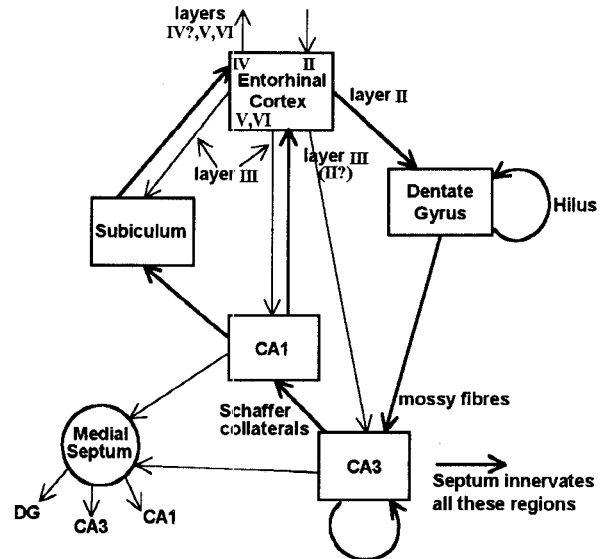 layers
IV?,V,VI
IV II
Entorhinal
Cortex
V,VI
layer II
layer III
layer III
(II?)
Dentate
Gyrus
Hilus
Subiculum
CA1
mossy fibres
Schaffer
collaterals
Medial
Septum
CA3
Septum innervates
all these regions
DG
CA3
CA1